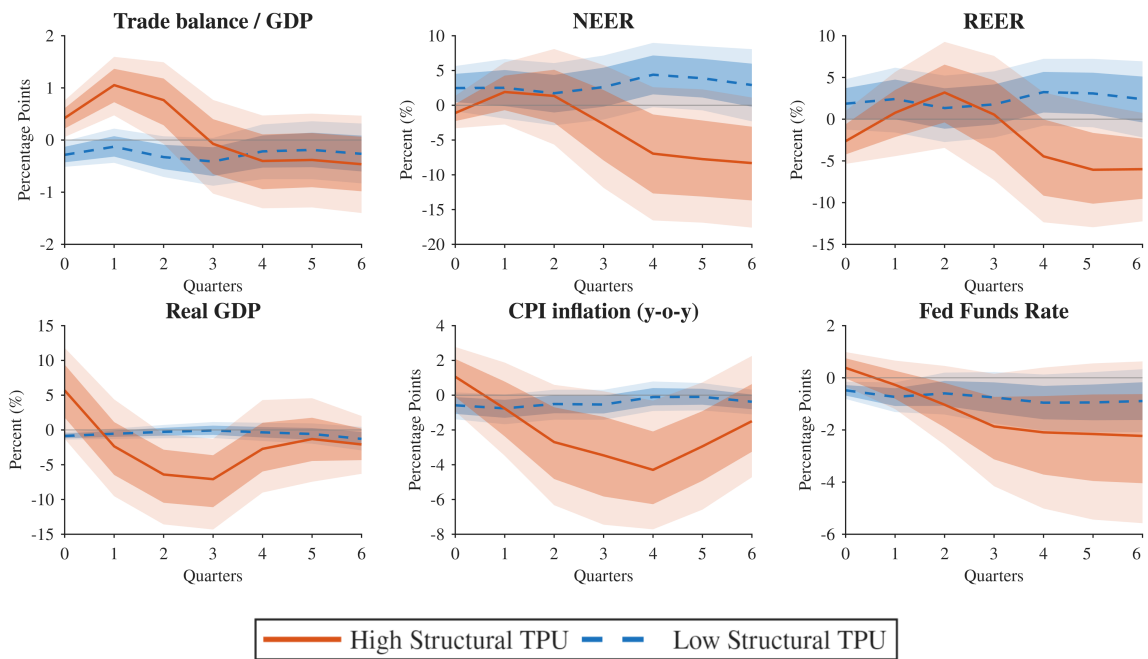 Trade balance / GDP
Percentage Points
2
1
0
-1
-2
0 1 2 3 4 5 6
Quarters
NEER
Percent (%)
10
5
0
-5
-10
-15
-20
0 1 2 3 4 5 6
Quarters
REER
Percent (%)
10
5
0
-5
-10
-15
0 1 2 3 4 5 6
Quarters
Real GDP
Percent (%)
15
10
5
0
-5
-10
-15
0 1 2 3 4 5 6
Quarters
CPI inflation (y-o-y)
Percentage Points
4
2
0
-2
-4
-6
-8
0 1 2 3 4 5 6
Quarters
Fed Funds Rate
Percentage Points
2
0
-2
-4
-6
0 1 2 3 4 5 6
Quarters
High Structural TPU Low Structural TPU